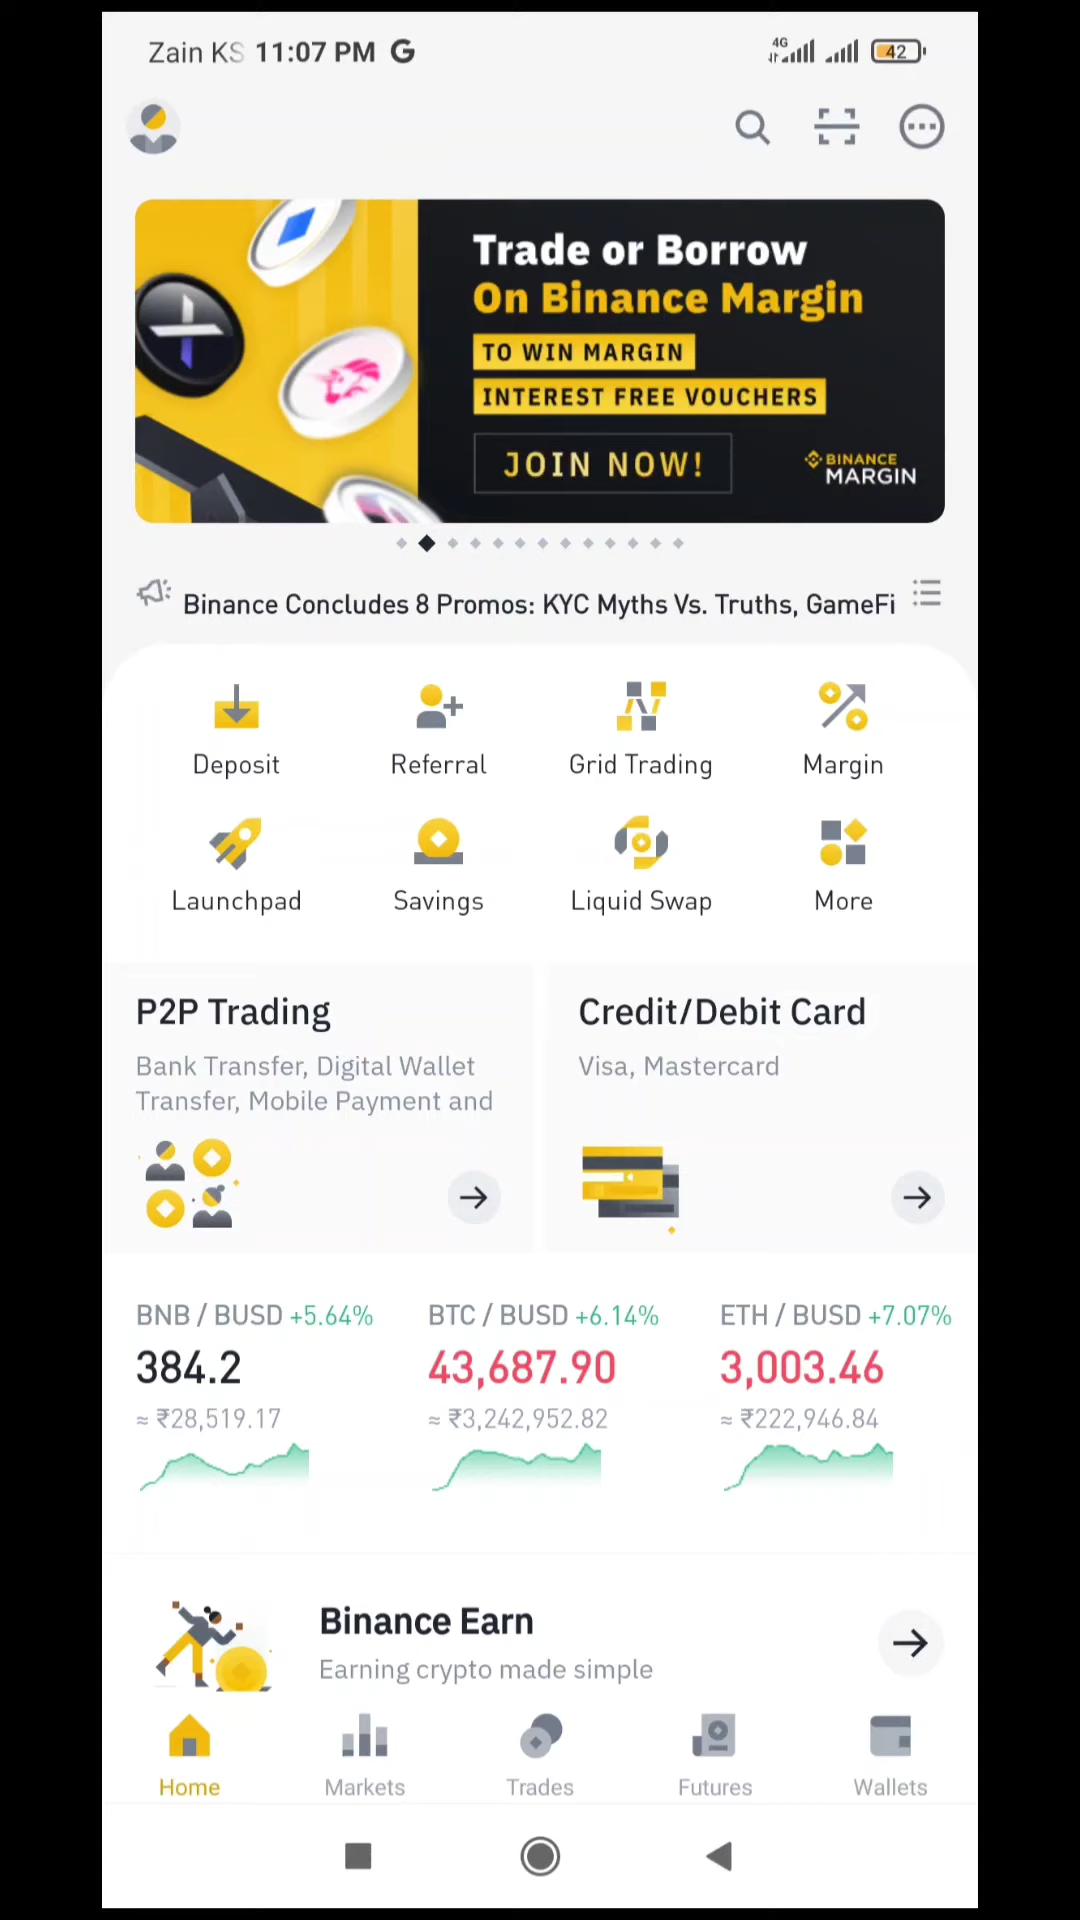 Zain KS 11:07 PM G
4G 42
Trade or Borrow
On Binance Margin
TO WIN MARGIN
INTEREST FREE VOUCHERS
JOIN NOW!
BINANCE
MARGIN
Binance Concludes 8 Promos: KYC Myths Vs. Truths, GameFi
Deposit Referral Grid Trading Margin
Launchpad Savings Liquid Swap More
P2P Trading
Bank Transfer, Digital Wallet
Transfer, Mobile Payment and
Credit/Debit Card
Visa, Mastercard
BNB / BUSD +5.64%
384.2
≈ ₹28,519.17
BTC / BUSD +6.14%
43,687.90
≈ ₹3,242,952.82
ETH / BUSD +7.07%
3,003.46
≈ ₹222,946.84
Binance Earn
Earning crypto made simple
Home Markets Trades Futures Wallets